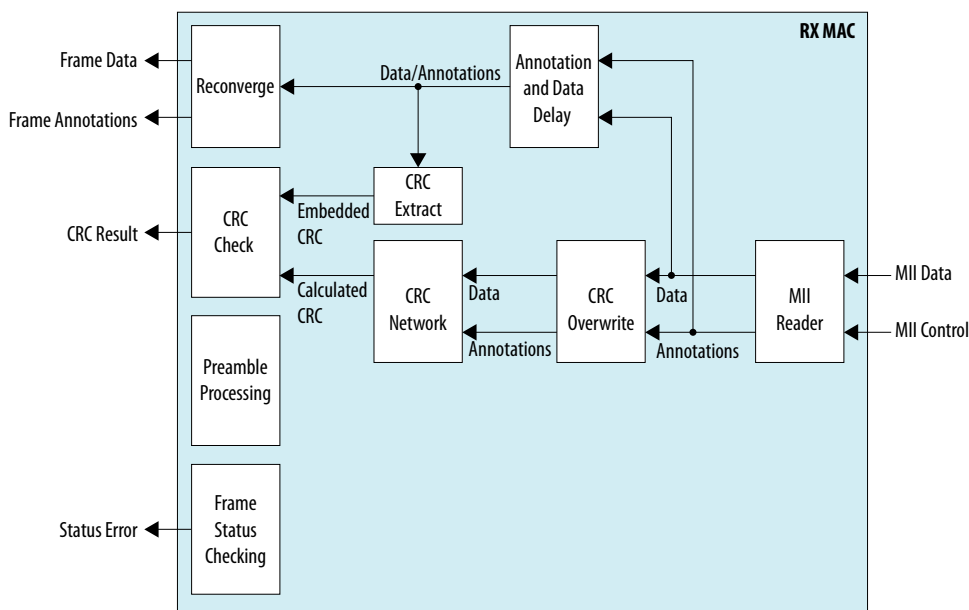 RX MAC
Frame Data
Frame Annotations
Reconverge
Data/Annotations
Annotation
and Data
Delay
CRC
Extract
Embedded
CRC
CRC
Check
CRC Result
Calculated
CRC
CRC
Network
Data
Annotations
CRC
Overwrite
Data
Annotations
MII
Reader
MII Data
MII Control
Preamble
Processing
Status Error
Frame
Status
Checking